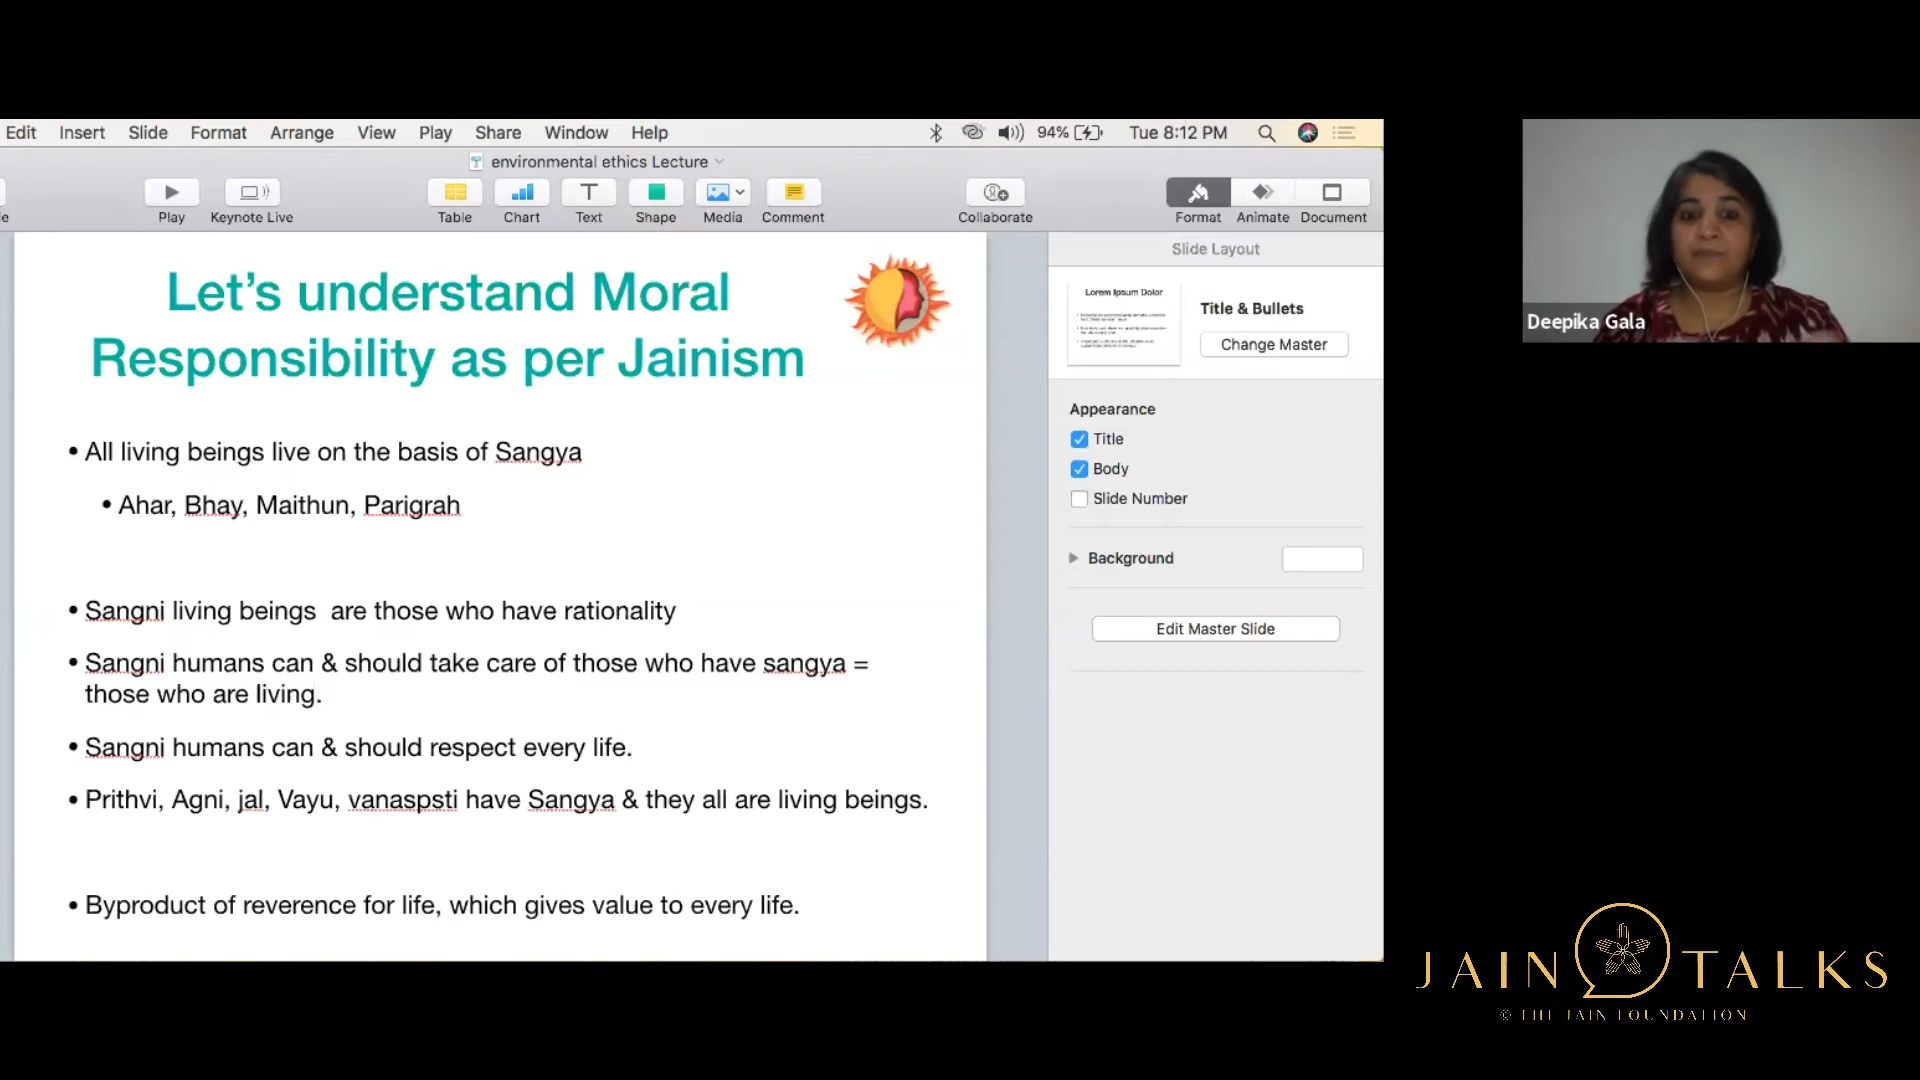 Edit Insert Slide Format Arrange View Play Share Window Help 94% Tue 8:12 PM
environmental ethics Lecture
Play Keynote Live Table Chart Text Shape Media Comment Collaborate Format Animate Document
Let's understand Moral
Responsibility as per Jainism
• All living beings live on the basis of Sangya
• Ahar, Bhay, Maithun, Parigrah
• Sangni living beings are those who have rationality
• Sangni humans can & should take care of those who have sangya =
those who are living.
• Sangni humans can & should respect every life.
• Prithvi, Agni, jal, Vayu, vanaspsti have Sangya & they all are living beings.
• Byproduct of reverence for life, which gives value to every life.
Slide Layout
Lorem Ipsum Dolor
Title & Bullets
Change Master
Appearance
Title
Body
Slide Number
Background
Edit Master Slide
Deepika Gala
JAIN TALKS
© THE JAIN FOUNDATION